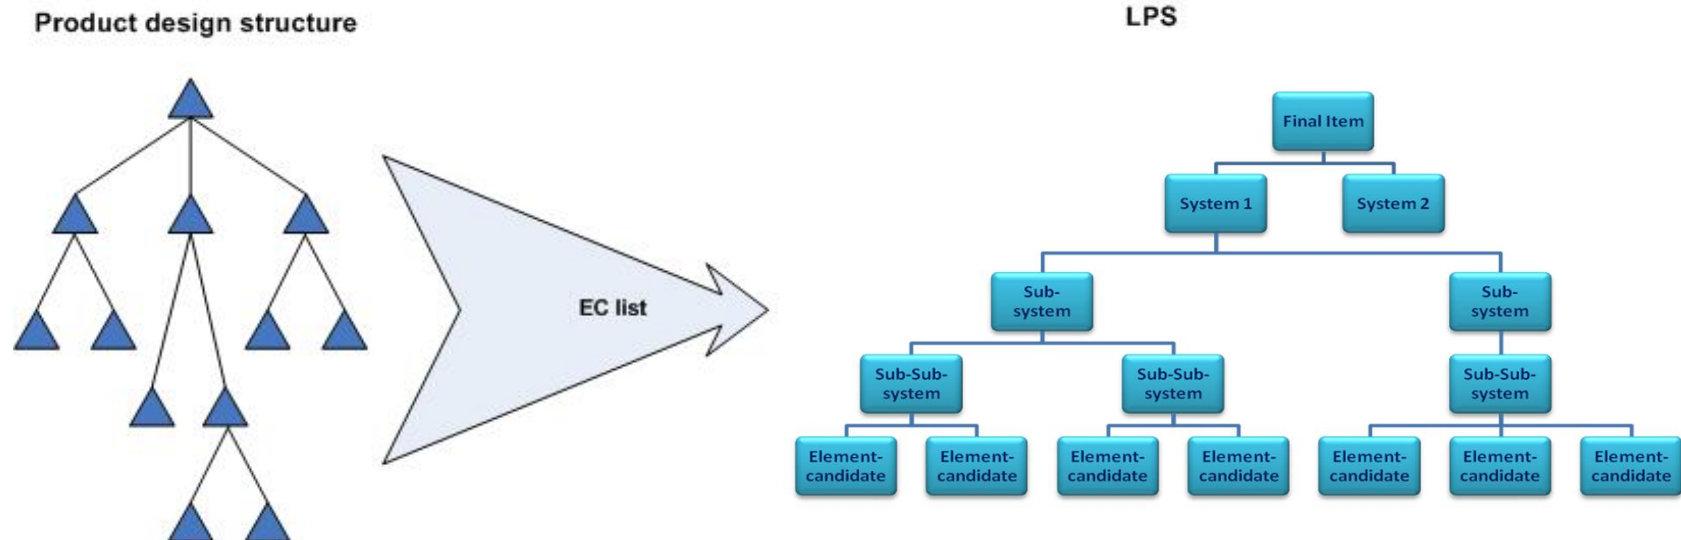 Product design structure
LPS
EC list
Final Item
System 1
System 2
Sub-
system
Sub-
system
Sub-Sub-
system
Sub-Sub-
system
Sub-Sub-
system
Element-
candidate
Element-
candidate
Element-
candidate
Element-
candidate
Element-
candidate
Element-
candidate
Element-
candidate